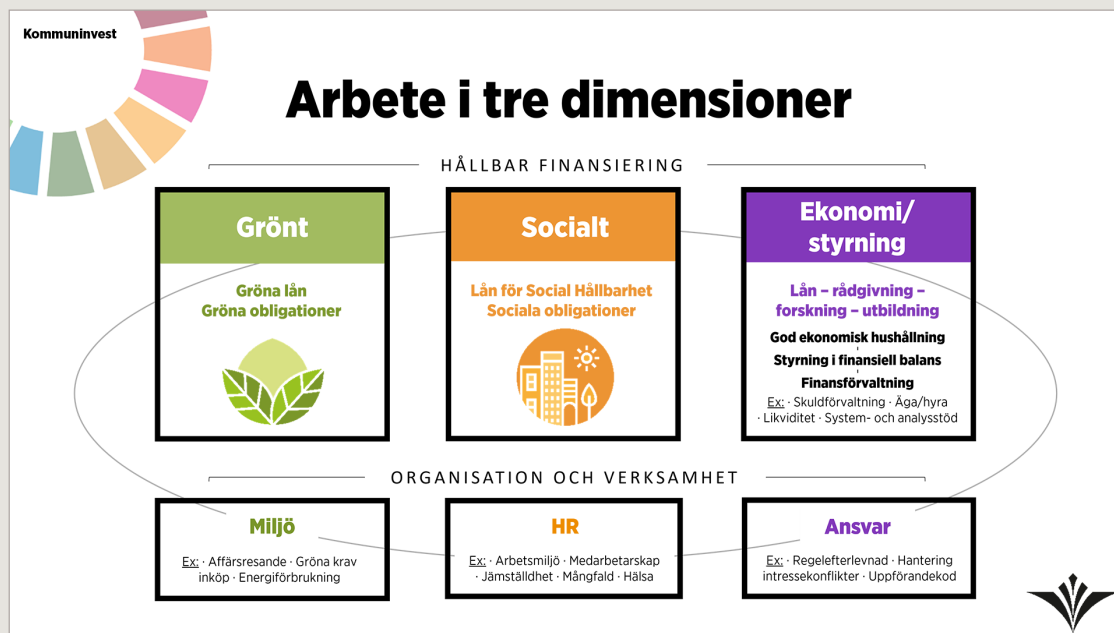 Kommuninvest
Arbete i tre dimensioner
HÅLLBAR FINANSIERING
Grönt
Gröna lån
Gröna obligationer
Socialt
Lån för Social Hållbarhet
Sociala obligationer
Ekonomi/
styrning
Lån – rådgivning –
forskning – utbildning
God ekonomisk hushållning
Styrning i finansiell balans
Finansförvaltning
Ex: · Skuldförvaltning · Äga/hyra
· Likviditet · System- och analysstöd
ORGANISATION OCH VERKSAMHET
Miljö
Ex: · Affärsresande · Gröna krav
inköp · Energiförbrukning
HR
Ex: · Arbetsmiljö · Medarbetarskap
· Jämställdhet · Mångfald · Hälsa
Ansvar
Ex: · Regelefterlevnad · Hantering
intressekonflikter · Uppförandekod